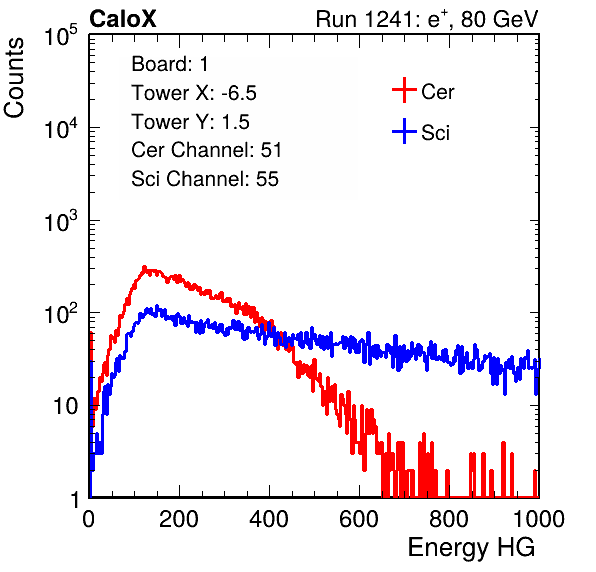 CaloX Run 1241: e⁺, 80 GeV
Counts
Board: 1
Tower X: -6.5
Tower Y: 1.5
Cer Channel: 51
Sci Channel: 55
Cer
Sci
10⁵
10⁴
10³
10²
10
1
0 200 400 600 800 1000
Energy HG